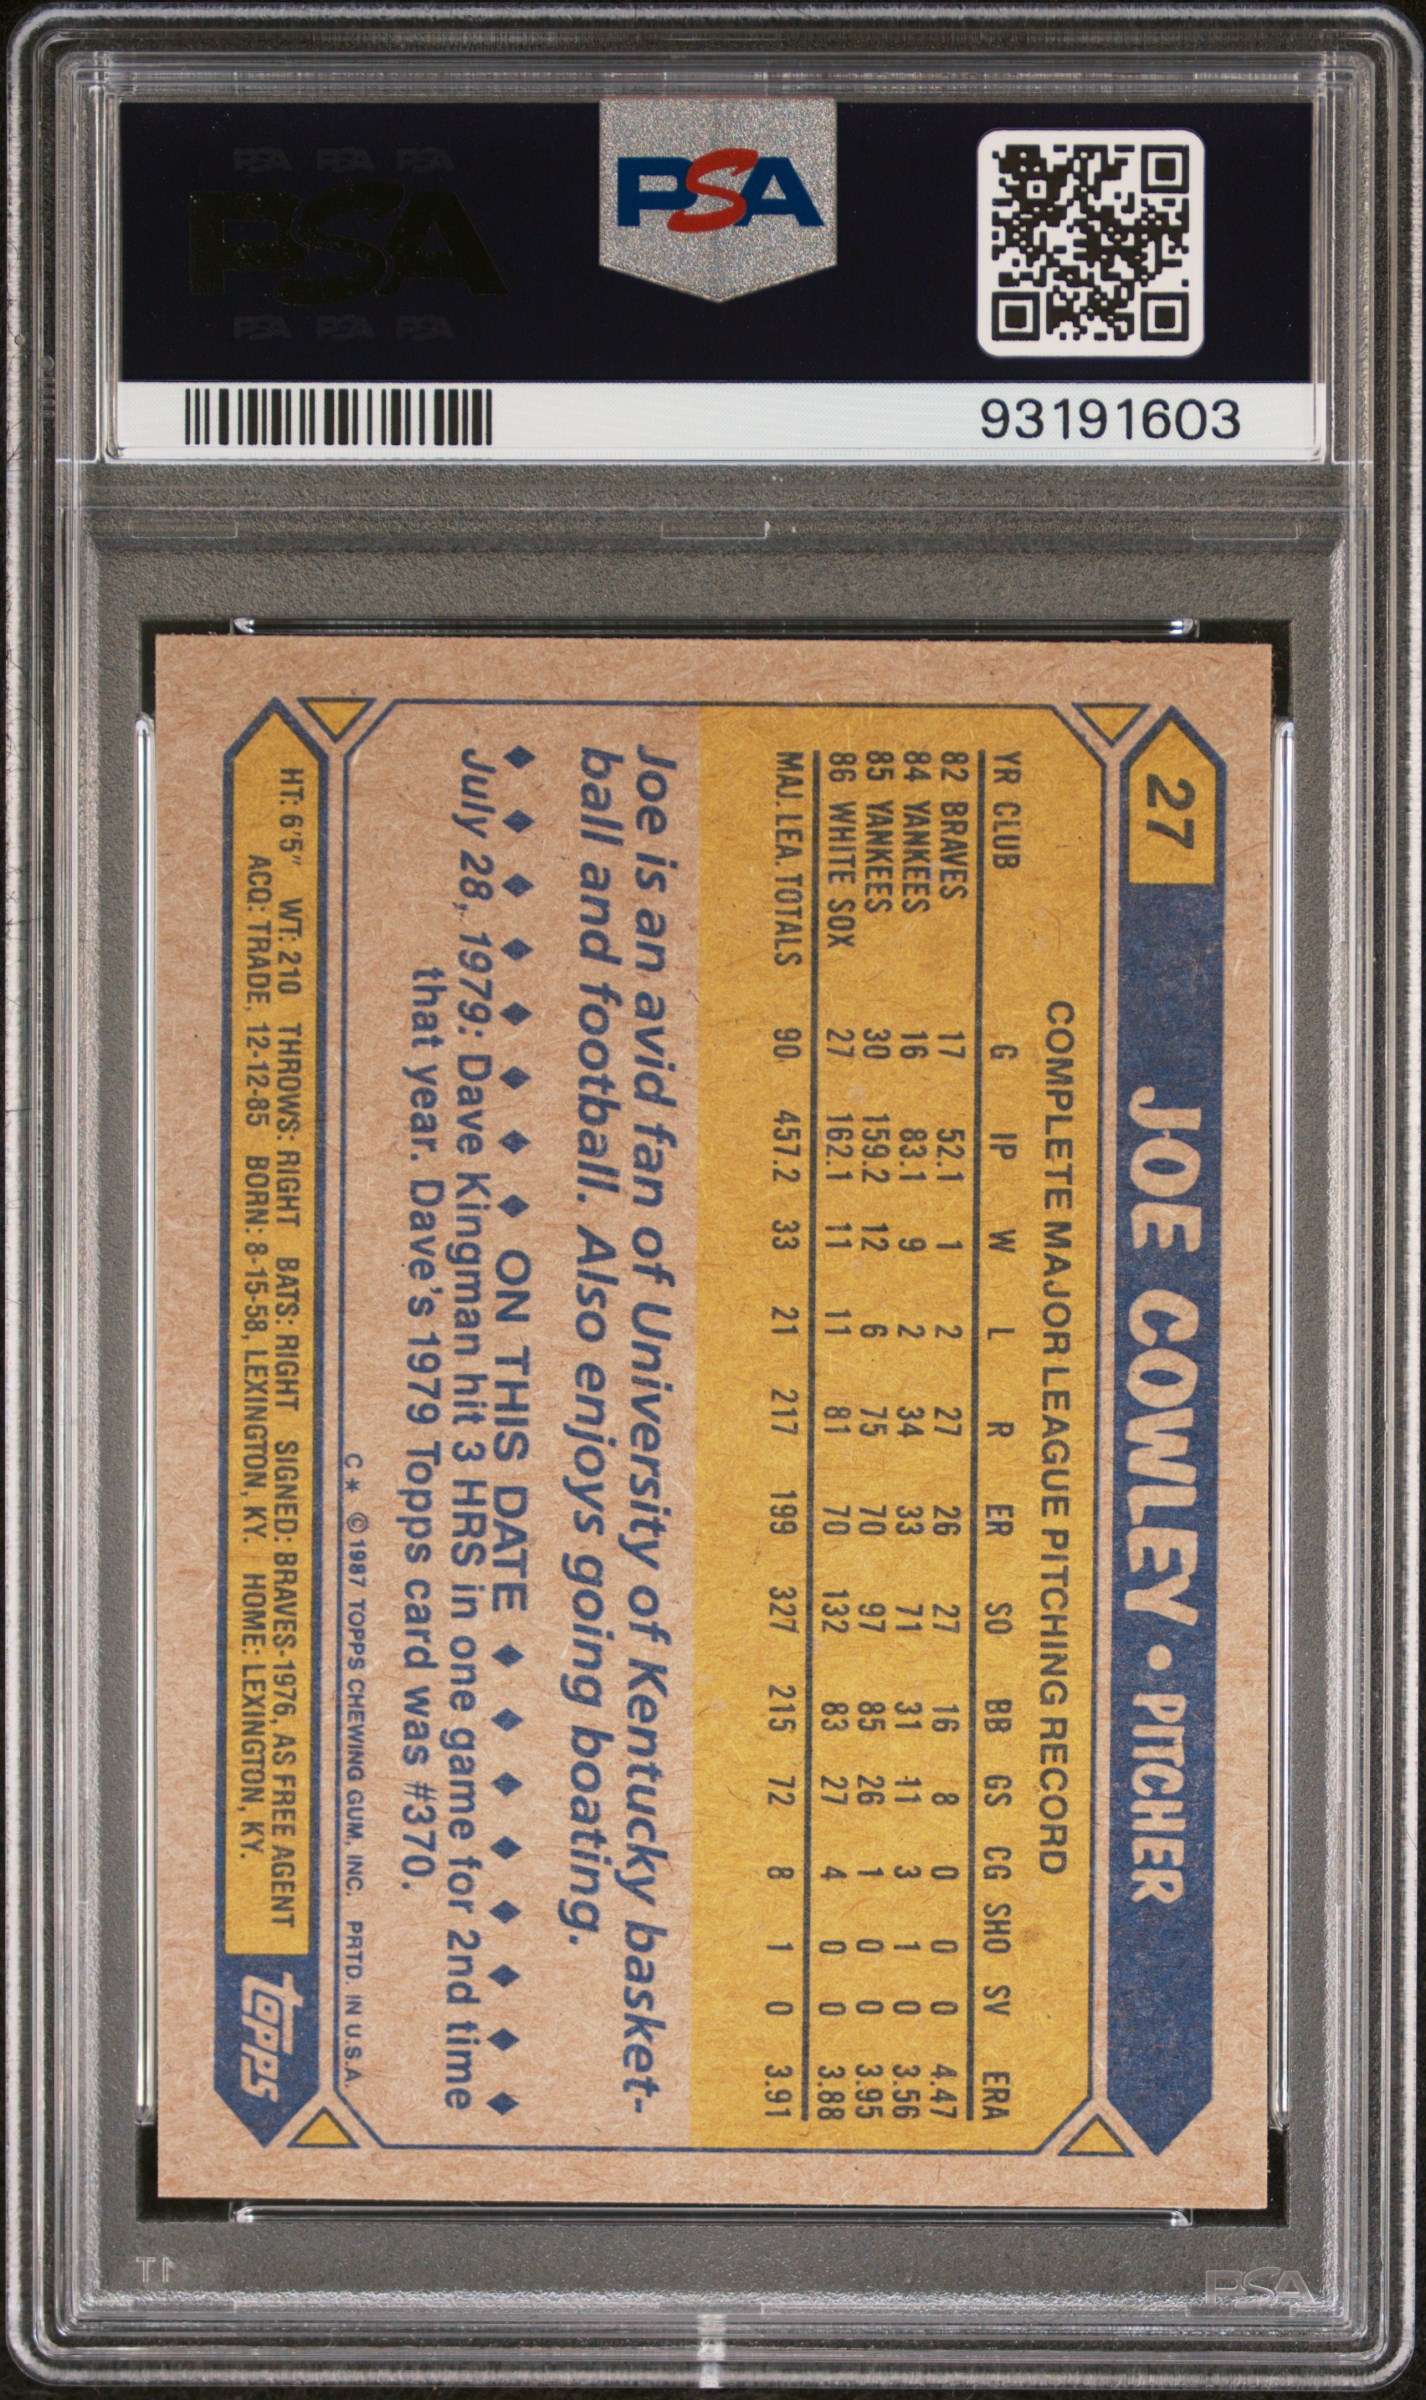 PSA PSA PSA
PSA
PSA PSA PSA
PSA
93191603
27 JOE COWLEY • PITCHER
COMPLETE MAJOR LEAGUE PITCHING RECORD
YR CLUB G IP W L R ER SO BB GS CG SHO SV ERA
82 BRAVES 17 52.1 1 2 27 26 27 16 8 0 0 0 4.47
84 YANKEES 16 83.1 9 2 34 33 71 31 11 3 1 0 3.56
85 YANKEES 30 159.2 12 6 75 70 97 85 26 1 0 0 3.95
86 WHITE SOX 27 162.1 11 11 81 70 132 83 27 4 0 0 3.88
MAJ. LEA. TOTALS 90 457.2 33 21 217 199 327 215 72 8 1 0 3.91
Joe is an avid fan of University of Kentucky basket-
ball and football. Also enjoys going boating.
◆ ◆ ◆ ◆ ◆ ◆ ◆ ◆ ON THIS DATE ◆ ◆ ◆ ◆ ◆ ◆ ◆ ◆
July 28, 1979: Dave Kingman hit 3 HRS in one game for 2nd time
that year. Dave's 1979 Topps card was #370.
C* © 1987 TOPPS CHEWING GUM, INC. PRTD. IN U.S.A.
HT: 6'5" WT: 210 THROWS: RIGHT BATS: RIGHT SIGNED: BRAVES-1976, AS FREE AGENT
ACQ: TRADE, 12-12-85 BORN: 8-15-58, LEXINGTON, KY. HOME: LEXINGTON, KY.
topps
PSA